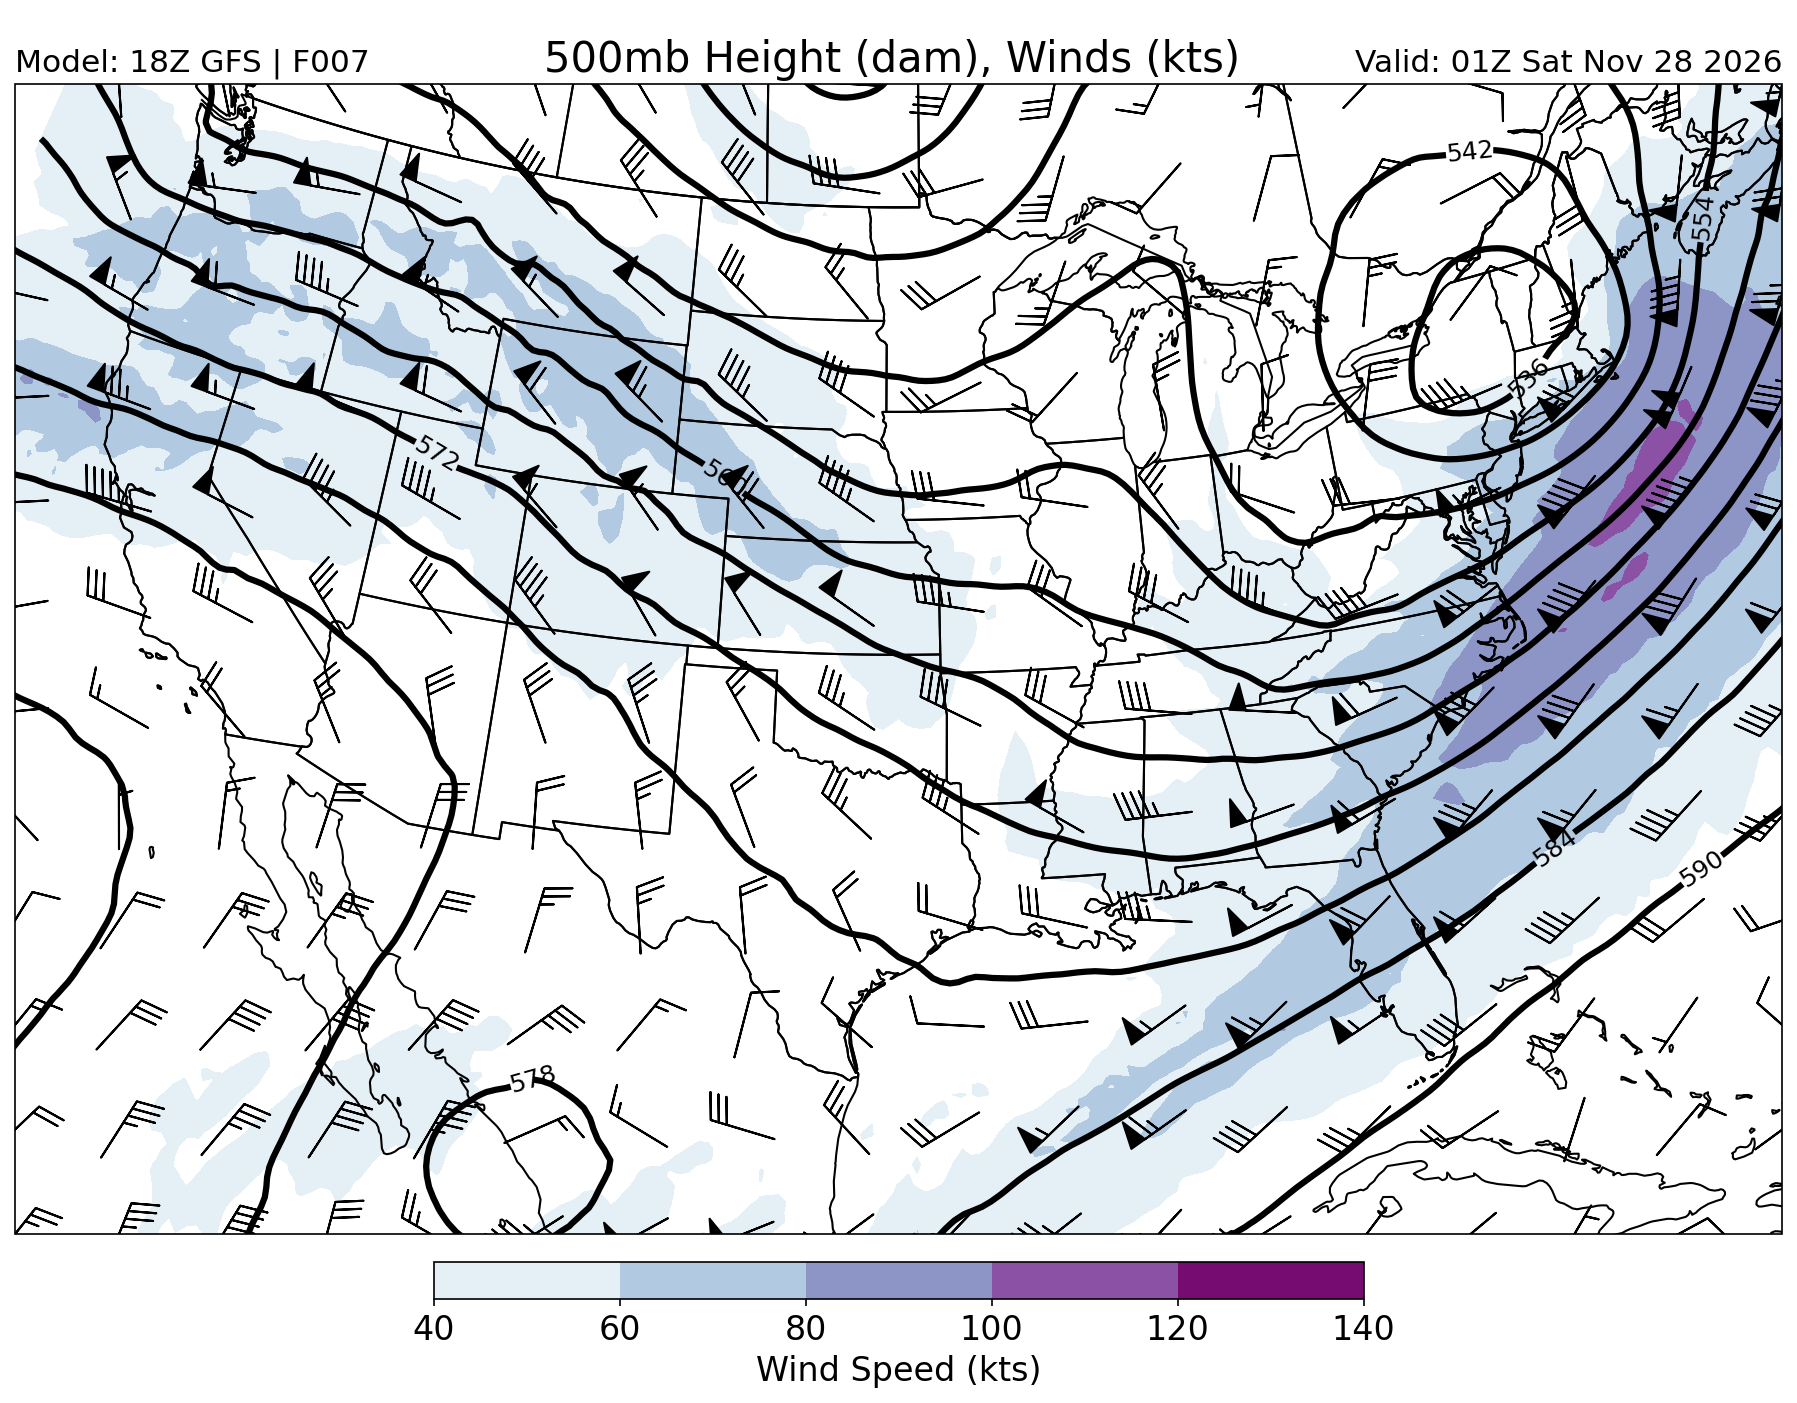 Model: 18Z GFS | F007
500mb Height (dam), Winds (kts)
Valid: 01Z Sat Nov 28 2026
542
554
536
572
584
590
578
40 60 80 100 120 140
Wind Speed (kts)